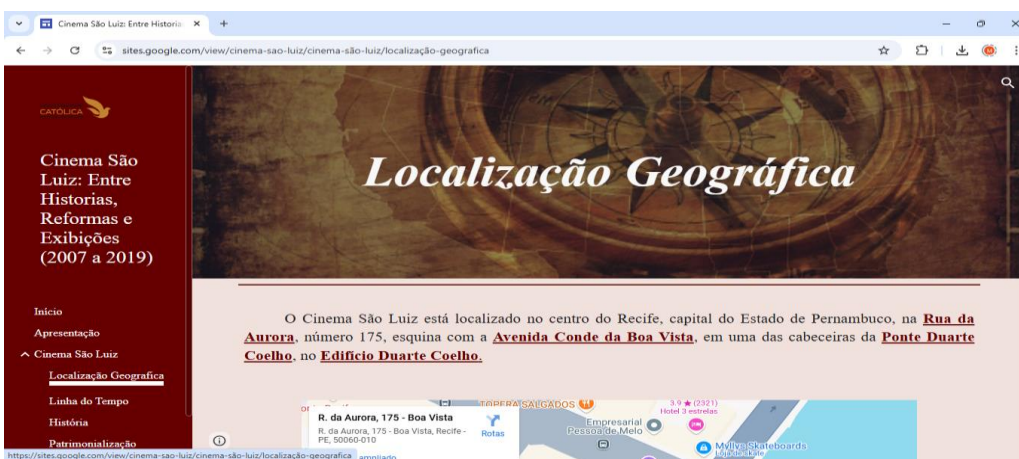 Cinema São Luiz: Entre Historia
sites.google.com/view/cinema-sao-luiz/cinema-são-luiz/localização-geografica
CATÓLICA
Cinema São
Luiz: Entre
Historias,
Reformas e
Exibições
(2007 a 2019)
Início
Apresentação
Cinema São Luiz
Localização Geografica
Linha do Tempo
História
Patrimonialização
Localização Geográfica
O Cinema São Luiz está localizado no centro do Recife, capital do Estado de Pernambuco, na Rua da
Aurora, número 175, esquina com a Avenida Conde da Boa Vista, em uma das cabeceiras da Ponte Duarte
Coelho, no Edifício Duarte Coelho.
R. da Aurora, 175 - Boa Vista
R. da Aurora, 175 - Boa Vista, Recife -
PE, 50060-010
Rotas
TOPERA SALGADOS
3.9 ★ (2321)
Hotel 3 estrelas
Empresarial
Pessoa de Melo
Myllys Skateboards
Loja de skate
https://sites.google.com/view/cinema-sao-luiz/cinema-são-luiz/localização-geografica